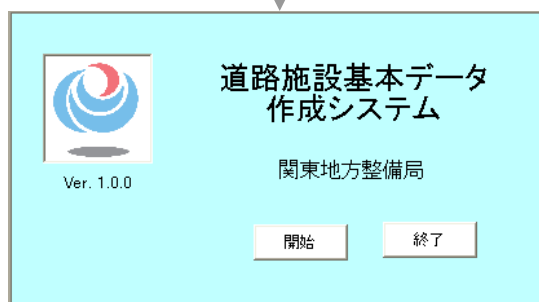 道路施設基本データ
作成システム
Ver. 1.0.0
関東地方整備局
開始
終了